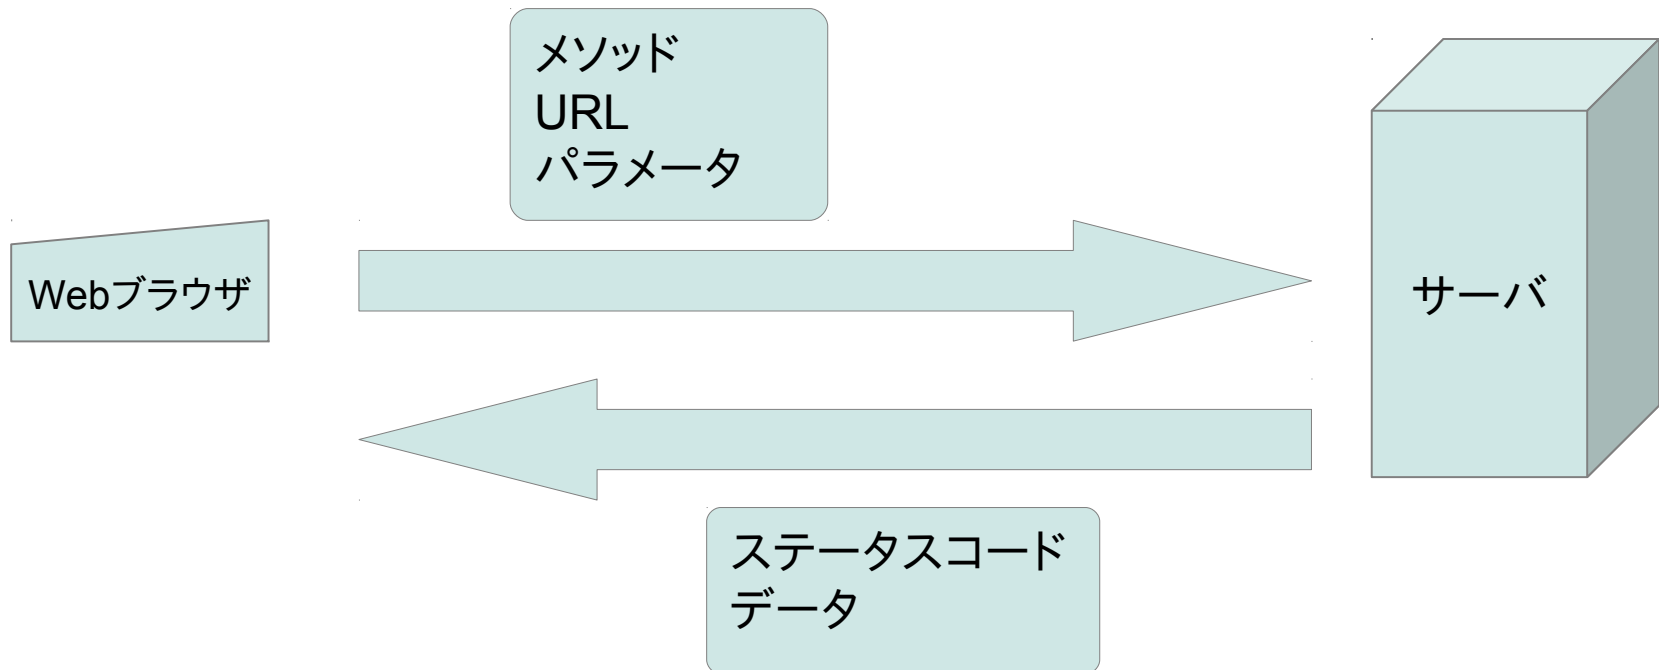 メソッド
URL
パラメータ
Webブラウザ
サーバ
ステータスコード
データ